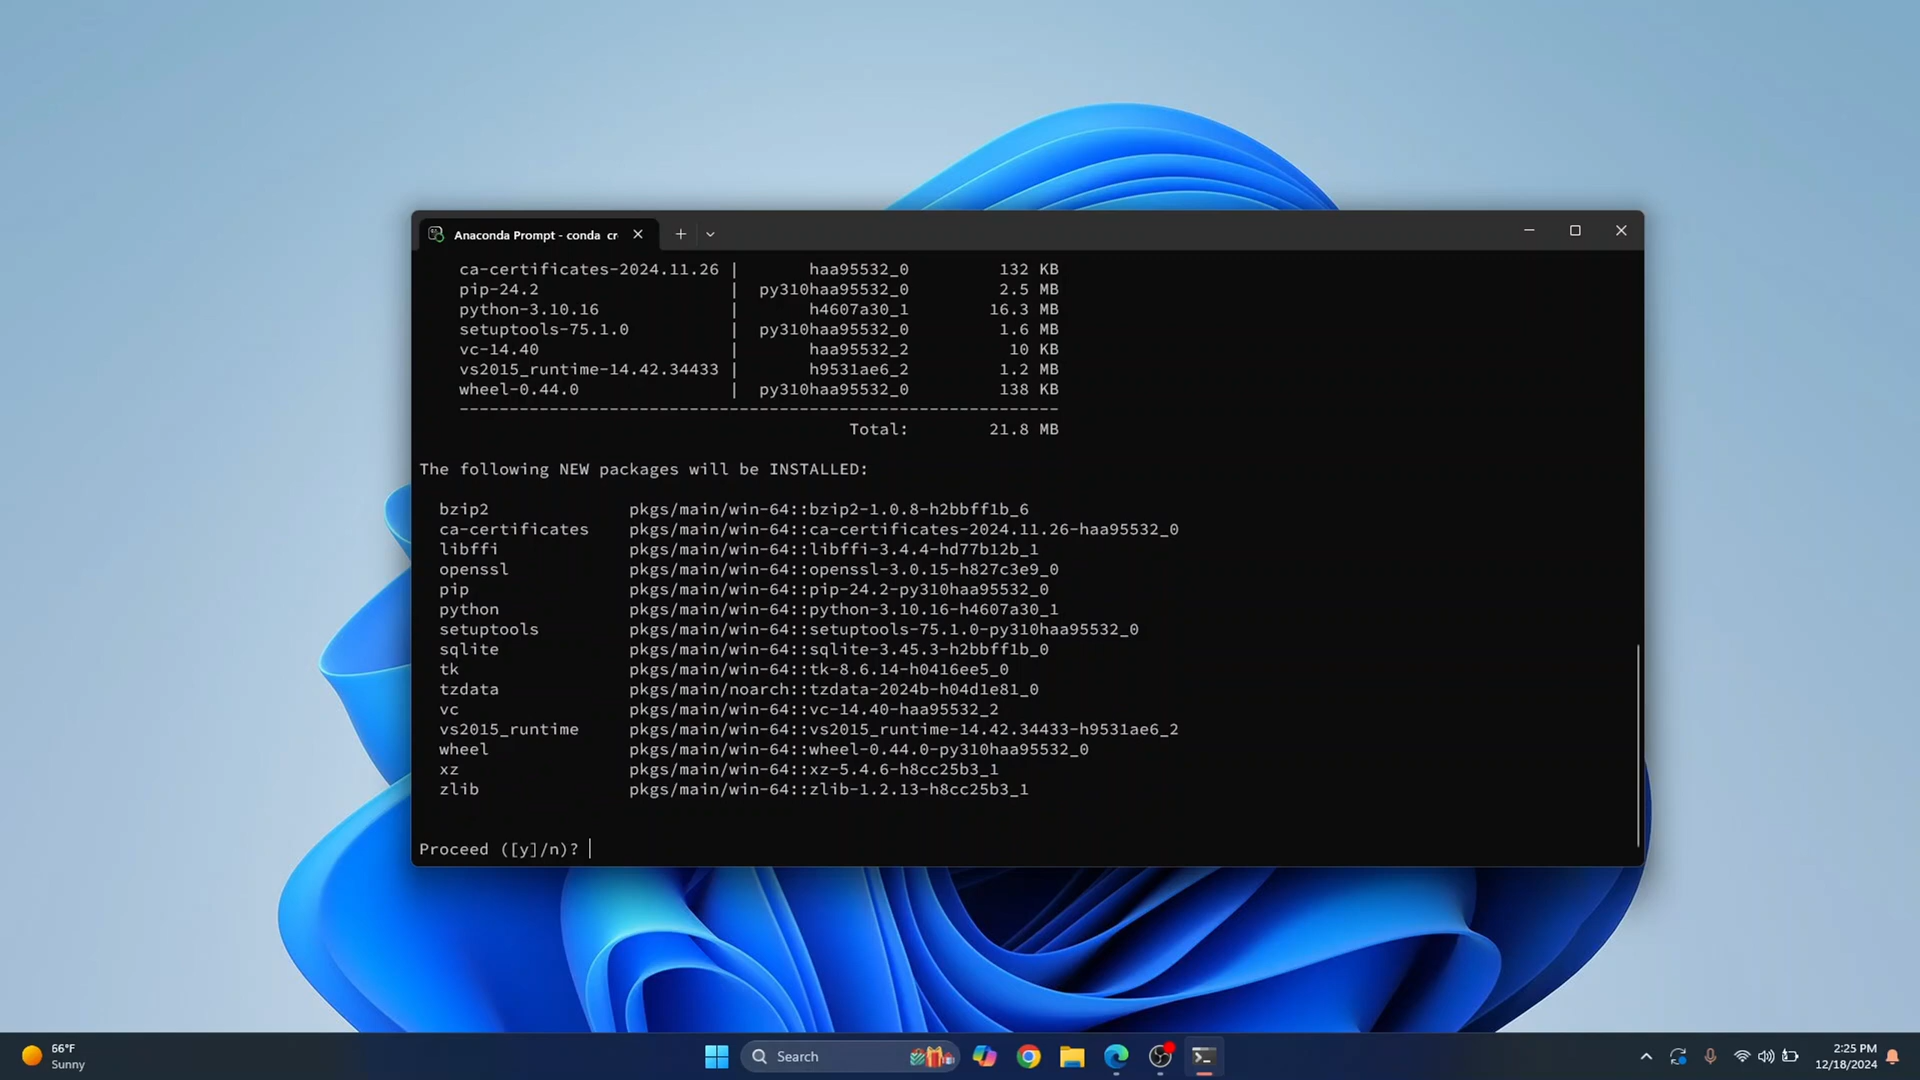 Anaconda Prompt - conda cr
ca-certificates-2024.11.26 | haa95532_0 132 KB
pip-24.2 | py310haa95532_0 2.5 MB
python-3.10.16 | h4607a30_1 16.3 MB
setuptools-75.1.0 | py310haa95532_0 1.6 MB
vc-14.40 | haa95532_2 10 KB
vs2015_runtime-14.42.34433 | h9531ae6_2 1.2 MB
wheel-0.44.0 | py310haa95532_0 138 KB
------------------------------------------------------------
Total: 21.8 MB
The following NEW packages will be INSTALLED:
bzip2 pkgs/main/win-64::bzip2-1.0.8-h2bbff1b_6
ca-certificates pkgs/main/win-64::ca-certificates-2024.11.26-haa95532_0
libffi pkgs/main/win-64::libffi-3.4.4-hd77b12b_1
openssl pkgs/main/win-64::openssl-3.0.15-h827c3e9_0
pip pkgs/main/win-64::pip-24.2-py310haa95532_0
python pkgs/main/win-64::python-3.10.16-h4607a30_1
setuptools pkgs/main/win-64::setuptools-75.1.0-py310haa95532_0
sqlite pkgs/main/win-64::sqlite-3.45.3-h2bbff1b_0
tk pkgs/main/win-64::tk-8.6.14-h0416ee5_0
tzdata pkgs/main/noarch::tzdata-2024b-h04d1e81_0
vc pkgs/main/win-64::vc-14.40-haa95532_2
vs2015_runtime pkgs/main/win-64::vs2015_runtime-14.42.34433-h9531ae6_2
wheel pkgs/main/win-64::wheel-0.44.0-py310haa95532_0
xz pkgs/main/win-64::xz-5.4.6-h8cc25b3_1
zlib pkgs/main/win-64::zlib-1.2.13-h8cc25b3_1
Proceed ([y]/n)?
66°F
Sunny
Search
2:25 PM
12/18/2024